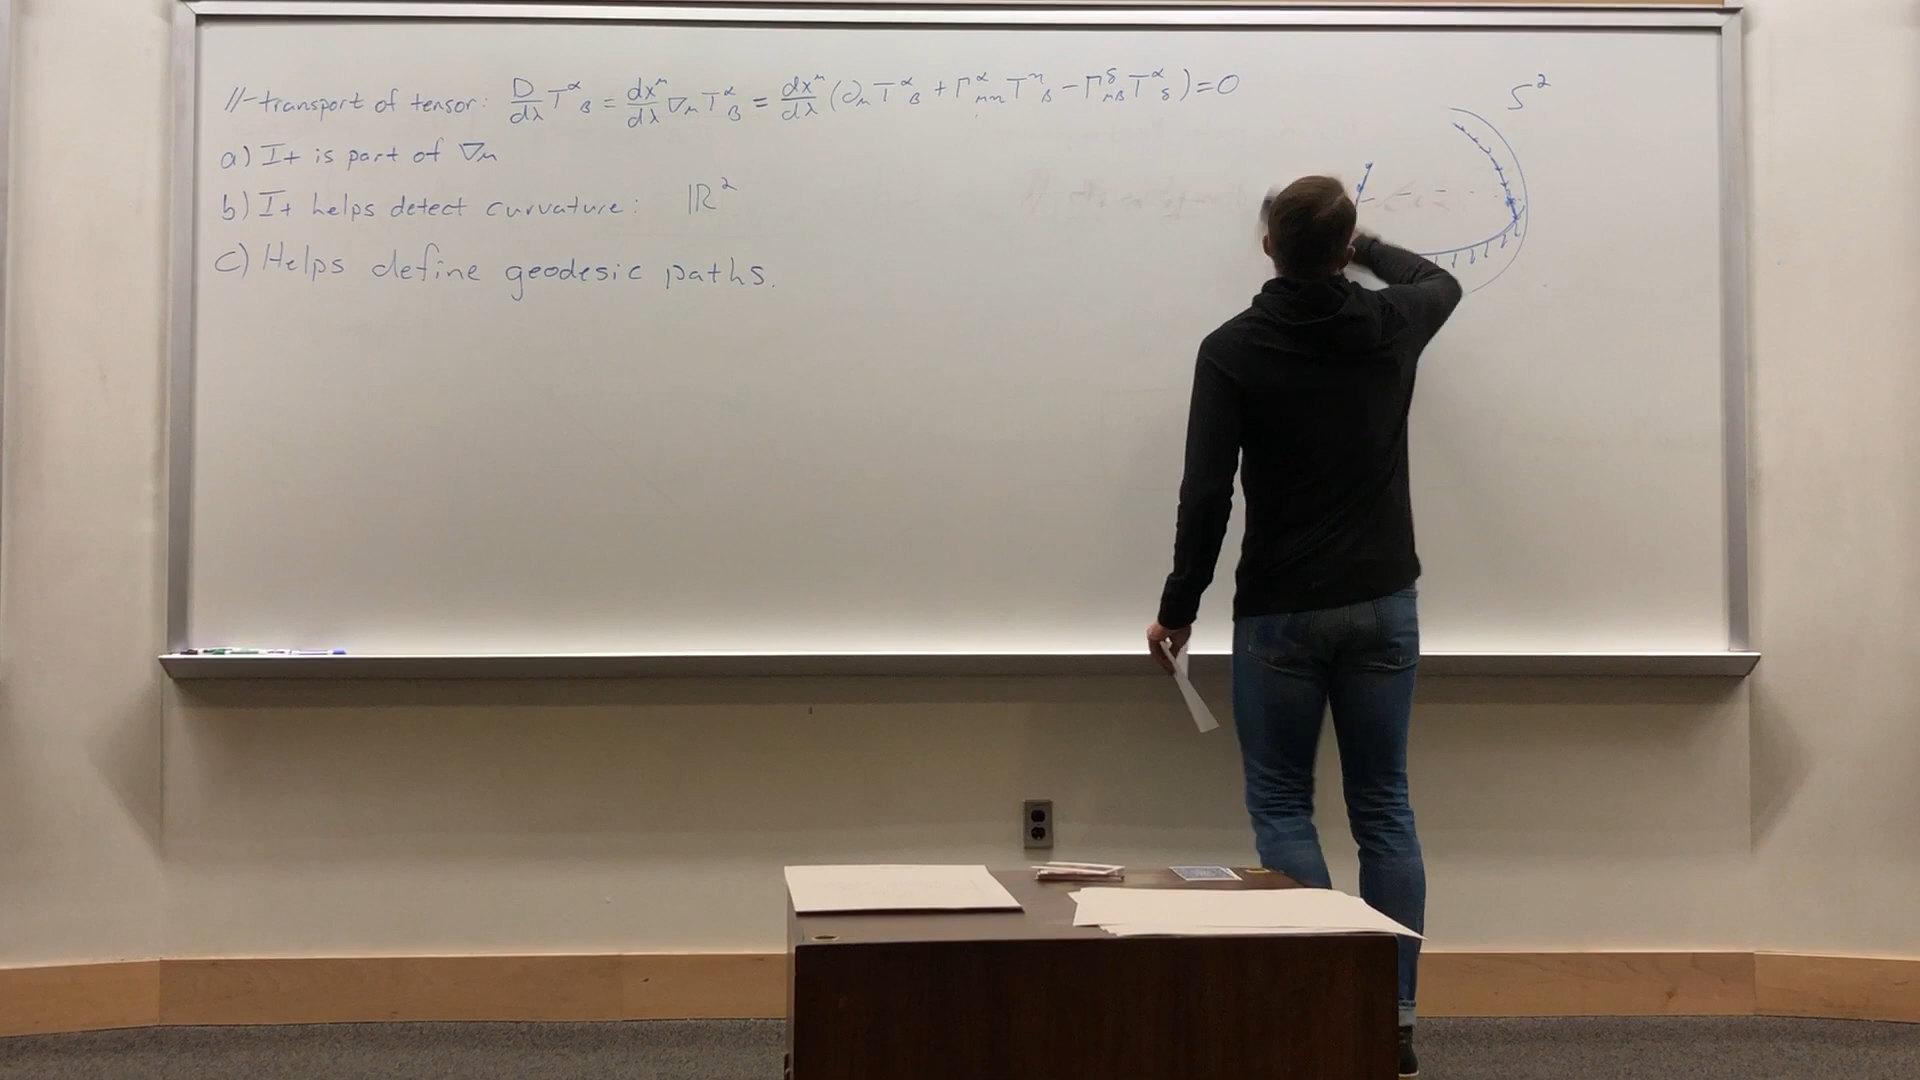 //-transport of tensor: D/dλ T^α_β = dx^μ/dλ ∇_μ T^α_β = dx^μ/dλ (∂_μ T^α_β + Γ^α_μη T^η_β − Γ^δ_μβ T^α_δ) = 0
S²
a) It is part of ∇_μ
b) It helps detect curvature: ℝ²
c) Helps define geodesic paths.